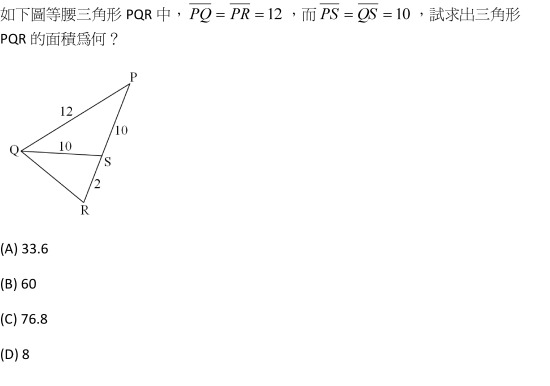 如下圖等腰三角形 PQR 中，$\overline{PQ} = \overline{PR} = 12$ ，而 $\overline{PS} = \overline{QS} = 10$ ，試求出三角形
PQR 的面積爲何？
P
12
10
Q
10
S
2
R
(A) 33.6
(B) 60
(C) 76.8
(D) 8